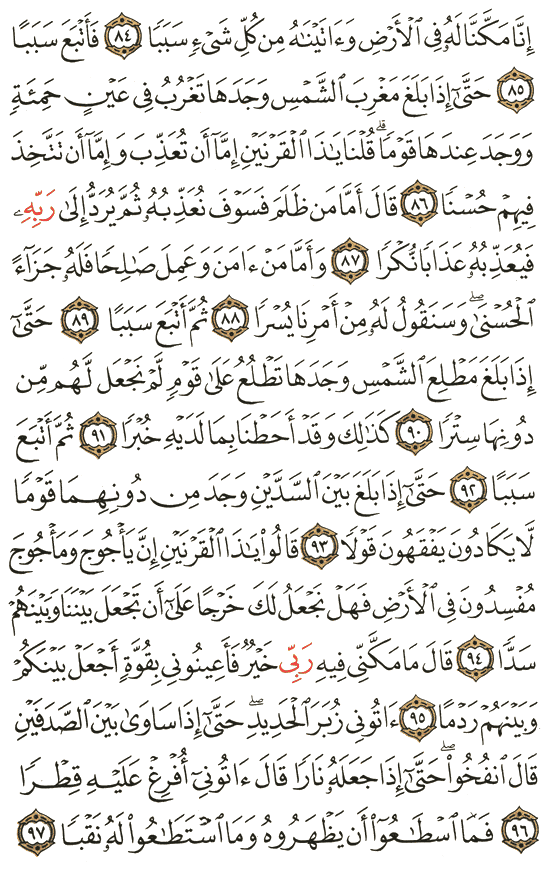 إِنَّا مَكَّنَّا لَهُۥ فِى ٱلْأَرْضِ وَءَاتَيْنَٰهُ مِن كُلِّ شَىْءٍ سَبَبًا ٨٤ فَأَتْبَعَ سَبَبًا
٨٥ حَتَّىٰٓ إِذَا بَلَغَ مَغْرِبَ ٱلشَّمْسِ وَجَدَهَا تَغْرُبُ فِى عَيْنٍ حَمِئَةٍ
وَوَجَدَ عِندَهَا قَوْمًا ۗ قُلْنَا يَٰذَا ٱلْقَرْنَيْنِ إِمَّآ أَن تُعَذِّبَ وَإِمَّآ أَن تَتَّخِذَ
فِيهِمْ حُسْنًا ٨٦ قَالَ أَمَّا مَن ظَلَمَ فَسَوْفَ نُعَذِّبُهُۥ ثُمَّ يُرَدُّ إِلَىٰ رَبِّهِۦ
فَيُعَذِّبُهُۥ عَذَابًا نُّكْرًا ٨٧ وَأَمَّا مَنْ ءَامَنَ وَعَمِلَ صَٰلِحًا فَلَهُۥ جَزَآءً
ٱلْحُسْنَىٰ ۖ وَسَنَقُولُ لَهُۥ مِنْ أَمْرِنَا يُسْرًا ٨٨ ثُمَّ أَتْبَعَ سَبَبًا ٨٩ حَتَّىٰٓ
إِذَا بَلَغَ مَطْلِعَ ٱلشَّمْسِ وَجَدَهَا تَطْلُعُ عَلَىٰ قَوْمٍ لَّمْ نَجْعَل لَّهُم مِّن
دُونِهَا سِتْرًا ٩٠ كَذَٰلِكَ وَقَدْ أَحَطْنَا بِمَا لَدَيْهِ خُبْرًا ٩١ ثُمَّ أَتْبَعَ
سَبَبًا ٩٢ حَتَّىٰٓ إِذَا بَلَغَ بَيْنَ ٱلسَّدَّيْنِ وَجَدَ مِن دُونِهِمَا قَوْمًا
لَّا يَكَادُونَ يَفْقَهُونَ قَوْلًا ٩٣ قَالُوا۟ يَٰذَا ٱلْقَرْنَيْنِ إِنَّ يَأْجُوجَ وَمَأْجُوجَ
مُفْسِدُونَ فِى ٱلْأَرْضِ فَهَلْ نَجْعَلُ لَكَ خَرْجًا عَلَىٰٓ أَن تَجْعَلَ بَيْنَنَا وَبَيْنَهُمْ
سَدًّا ٩٤ قَالَ مَا مَكَّنِّى فِيهِ رَبِّى خَيْرٌ فَأَعِينُونِى بِقُوَّةٍ أَجْعَلْ بَيْنَكُمْ
وَبَيْنَهُمْ رَدْمًا ٩٥ ءَاتُونِى زُبَرَ ٱلْحَدِيدِ ۖ حَتَّىٰٓ إِذَا سَاوَىٰ بَيْنَ ٱلصَّدَفَيْنِ
قَالَ ٱنفُخُوا۟ ۖ حَتَّىٰٓ إِذَا جَعَلَهُۥ نَارًا قَالَ ءَاتُونِىٓ أُفْرِغْ عَلَيْهِ قِطْرًا
٩٦ فَمَا ٱسْطَٰعُوٓا۟ أَن يَظْهَرُوهُ وَمَا ٱسْتَطَٰعُوا۟ لَهُۥ نَقْبًا ٩٧